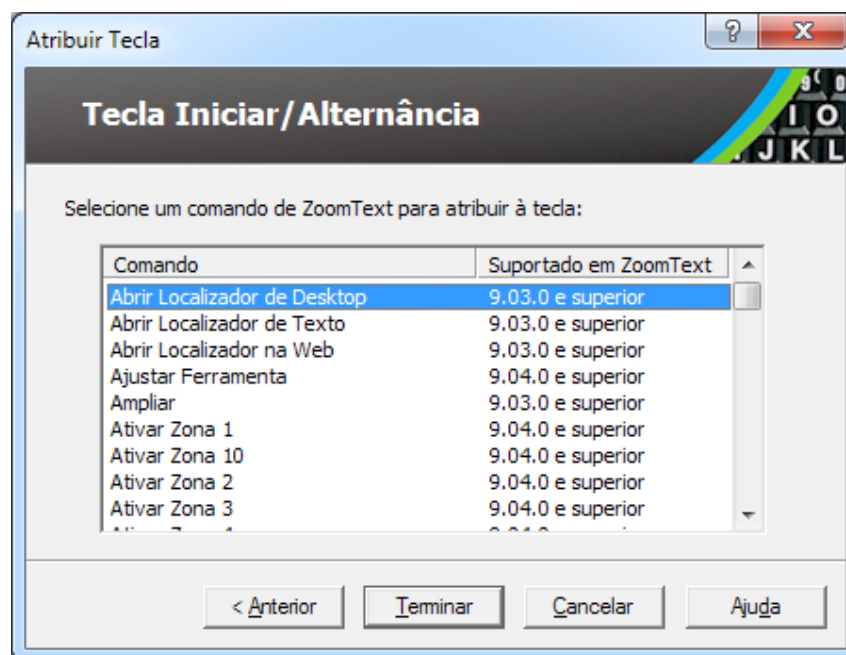 Atribuir Tecla
Tecla Iniciar/Alternância
9 ( 0
I O
J K L
Selecione um comando de ZoomText para atribuir à tecla:
Comando Suportado em ZoomText
Abrir Localizador de Desktop 9.03.0 e superior
Abrir Localizador de Texto 9.03.0 e superior
Abrir Localizador na Web 9.03.0 e superior
Ajustar Ferramenta 9.04.0 e superior
Ampliar 9.03.0 e superior
Ativar Zona 1 9.04.0 e superior
Ativar Zona 10 9.04.0 e superior
Ativar Zona 2 9.04.0 e superior
Ativar Zona 3 9.04.0 e superior
< Anterior Terminar Cancelar Ajuda